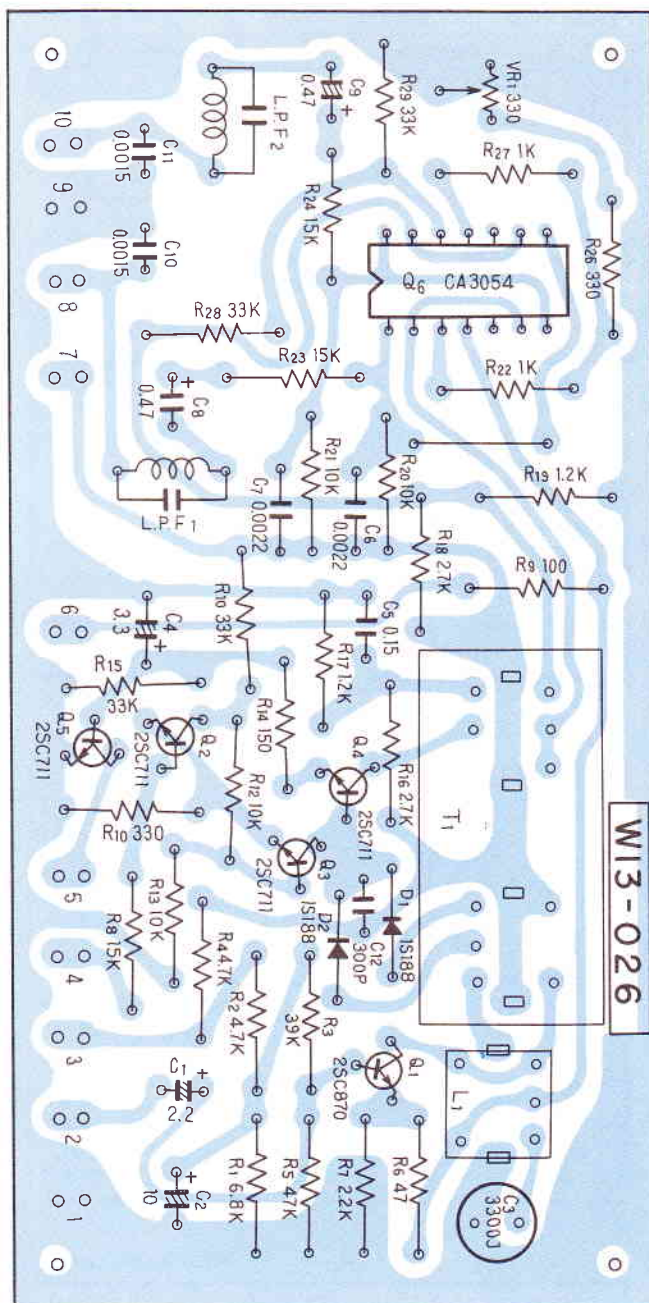 VR1 330
R29 33K
C9
0.47
L.P.F2
10
C11
0.0015
R27 1K
R24 15K
9
C10
0.0015
R26 330
Q6 CA3054
8
R28 33K
7
R23 15K
R22 1K
C8
0.47
R21 10K
R20 10K
R19 1.2K
C7 0.0022
C6
0.0022
L.P.F1
R18 2.7K
R9 100
R10 33K
C5 0.15
C4
3.3
6
R17 1.2K
R15
33K
R14 150
R16 2.7K
Q5
2SC711
Q2
2SC711
R12 10K
Q4
2SC711
T1
R10 330
Q3
2SC711
D1
1S188
D2
1S188
C12
300P
W13-026
5
R13 10K
R8 15K
R4 4.7K
4
R2 4.7K
R3
39K
3
Q1
2SC870
L1
C1
2.2
2
R1 6.8K
R5 47K
R7 2.2K
R6 47
C3
3300J
C2
10
1